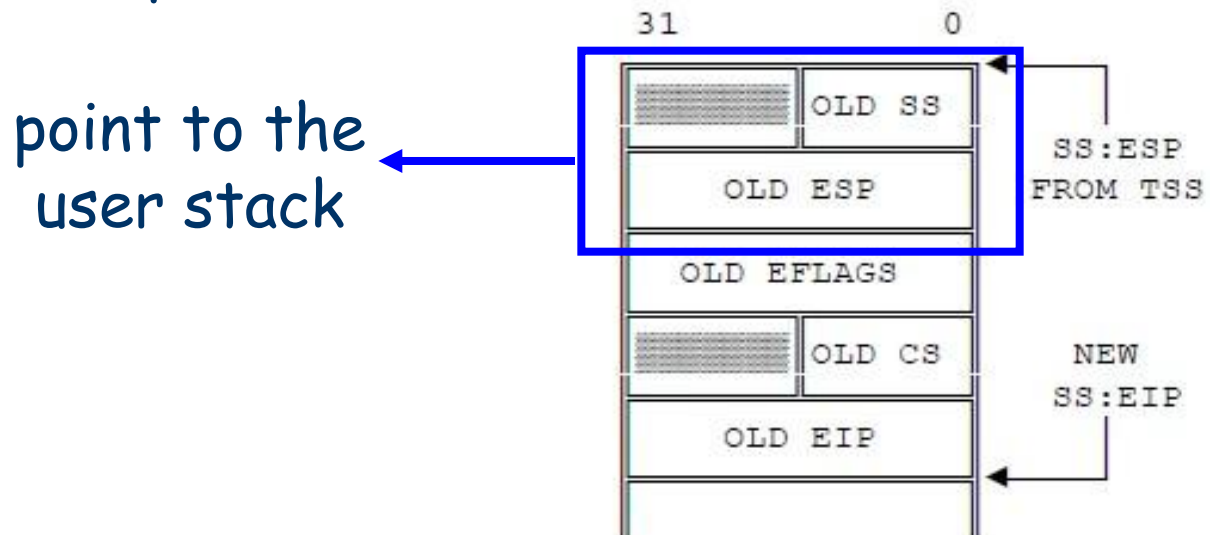 31 0
OLD SS
point to the
user stack
OLD ESP
SS:ESP
FROM TSS
OLD EFLAGS
OLD CS
NEW
SS:EIP
OLD EIP